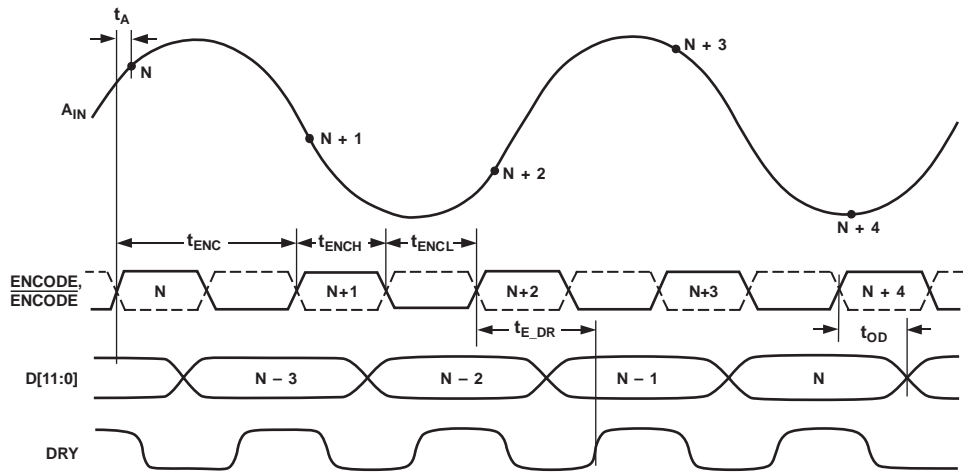 tA
N
N + 3
AIN
N + 1
N + 2
N + 4
tENC
tENCH
tENCL
ENCODE,
ENCODE
N
N+1
N+2
N+3
N + 4
tE_DR
tOD
D[11:0]
N – 3
N – 2
N – 1
N
DRY